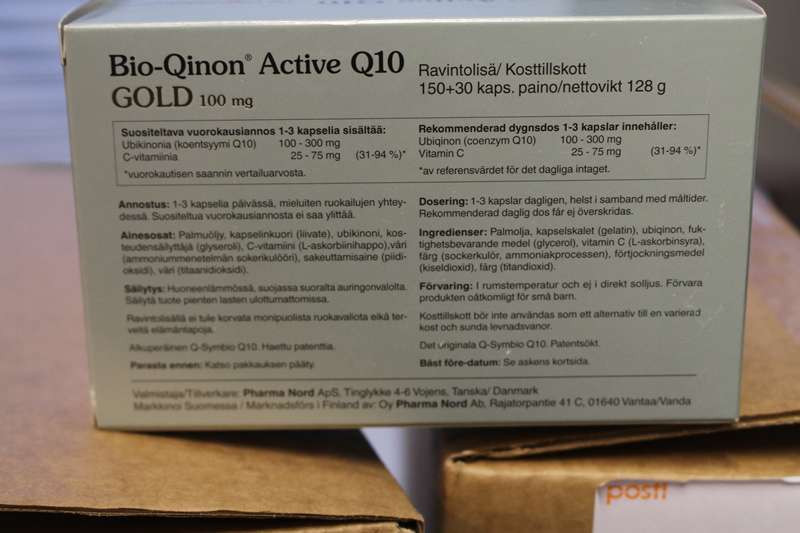 Bio-Qinon® Active Q10
GOLD 100 mg
Ravintolisä/ Kosttillskott
150+30 kaps. paino/nettovikt 128 g
Suositeltava vuorokausiannos 1-3 kapselia sisältää:
Ubikinonia (koentsyymi Q10) 100 - 300 mg
C-vitamiinia 25 - 75 mg (31-94 %)*
*vuorokautisen saannin vertailuarvosta.
Rekommenderad dygnsdos 1-3 kapslar innehåller:
Ubiqinon (coenzym Q10) 100 - 300 mg
Vitamin C 25 - 75 mg (31-94 %)*
*av referensvärdet för det dagliga intaget.
Annostus: 1-3 kapselia päivässä, mieluiten ruokailujen yhtey-
dessä. Suositeltua vuorokausiannosta ei saa ylittää.
Ainesosat: Palmuöljy, kapselinkuori (liivate), ubikinoni, kos-
teudensäilyttäjä (glyseroli), C-vitamiini (L-askorbiinihappo),väri
(ammoniummenetelmän sokerikulööri), sakeuttamisaine (piidi-
oksidi), väri (titaanidioksidi).
Säilytys: Huoneenlämmössä, suojassa suoralta auringonvalolta.
Säilytä tuote pienten lasten ulottumattomissa.
Ravintolisällä ei tule korvata monipuolista ruokavaliota eikä ter-
veitä elämäntapoja.
Alkuperäinen Q-Symbio Q10. Haettu patenttia.
Parasta ennen: Katso pakkauksen pääty.
Dosering: 1-3 kapslar dagligen, helst i samband med måltider.
Rekommenderad daglig dos får ej överskridas.
Ingredienser: Palmolja, kapselskalet (gelatin), ubiqinon, fuk-
tighetsbevarande medel (glycerol), vitamin C (L-askorbinsyra),
färg (sockerkulör, ammoniakprocessen), förtjockningsmedel
(kiseldioxid), färg (titandioxid).
Förvaring: I rumstemperatur och ej i direkt solljus. Förvara
produkten oåtkomligt för små barn.
Kosttillskott bör inte användas som ett alternativ till en varierad
kost och sunda levnadsvanor.
Det originala Q-Symbio Q10. Patentsökt.
Bäst före-datum: Se askens kortsida.
Valmistaja/Tillverkare: Pharma Nord ApS, Tinglykke 4-6 Vojens, Tanska/ Danmark
Markkinoi Suomessa / Marknadsförs i Finland av: Oy Pharma Nord Ab, Rajatorpantie 41 C, 01640 Vantaa/Vanda
posti